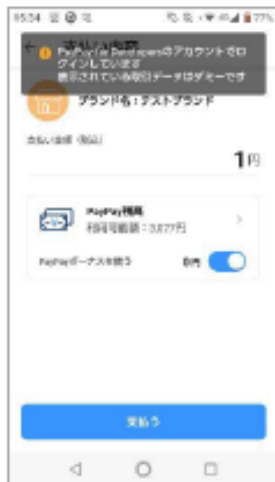 15:34
77%
PayPay for Developersのアカウントでロ
グインしています
表示されている取引データはダミーです
ブランド名:テストブランド
支払い金額（税込）
1円
PayPay残高
利用可能額:3,077円
PayPayボーナスを使う 0円
支払う